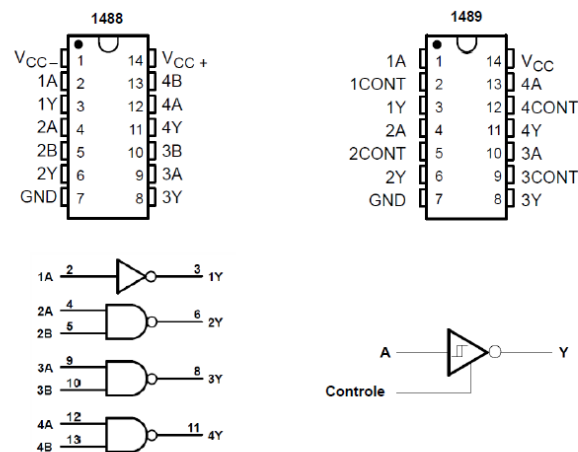 1488
V CC – 1 14 V CC +
1A 2 13 4B
1Y 3 12 4A
2A 4 11 4Y
2B 5 10 3B
2Y 6 9 3A
GND 7 8 3Y
1489
1A 1 14 V CC
1CONT 2 13 4A
1Y 3 12 4CONT
2A 4 11 4Y
2CONT 5 10 3A
2Y 6 9 3CONT
GND 7 8 3Y
1A 2 3 1Y
2A 4
2B 5
6 2Y
3A 9
3B 10
8 3Y
4A 12
4B 13
11 4Y
A Y
Controle